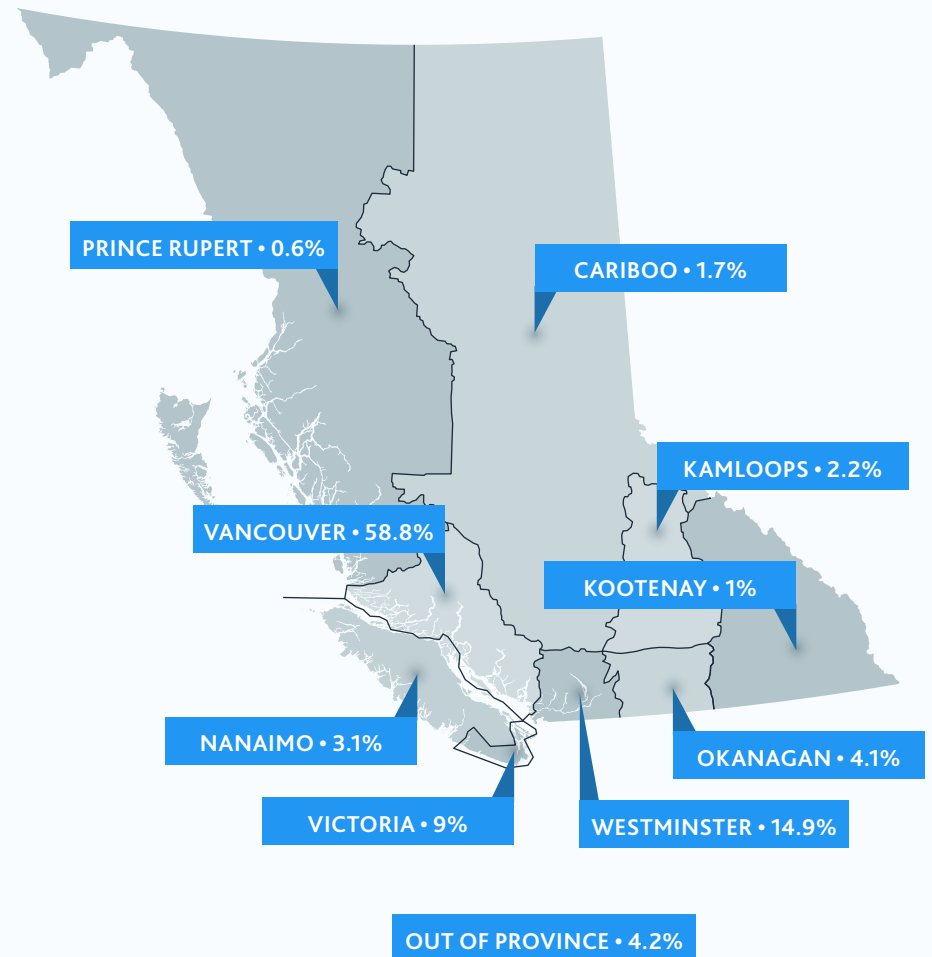 PRINCE RUPERT • 0.6%
CARIBOO • 1.7%
KAMLOOPS • 2.2%
VANCOUVER • 58.8%
KOOTENAY • 1%
NANAIMO • 3.1%
OKANAGAN • 4.1%
VICTORIA • 9%
WESTMINSTER • 14.9%
OUT OF PROVINCE • 4.2%